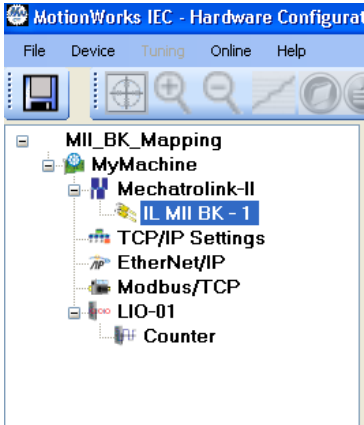 MotionWorks IEC - Hardware Configurat
File Device Tuning Online Help
MII_BK_Mapping
MyMachine
Mechatrolink-II
IL MII BK - 1
TCP/IP Settings
EtherNet/IP
Modbus/TCP
LIO-01
Counter